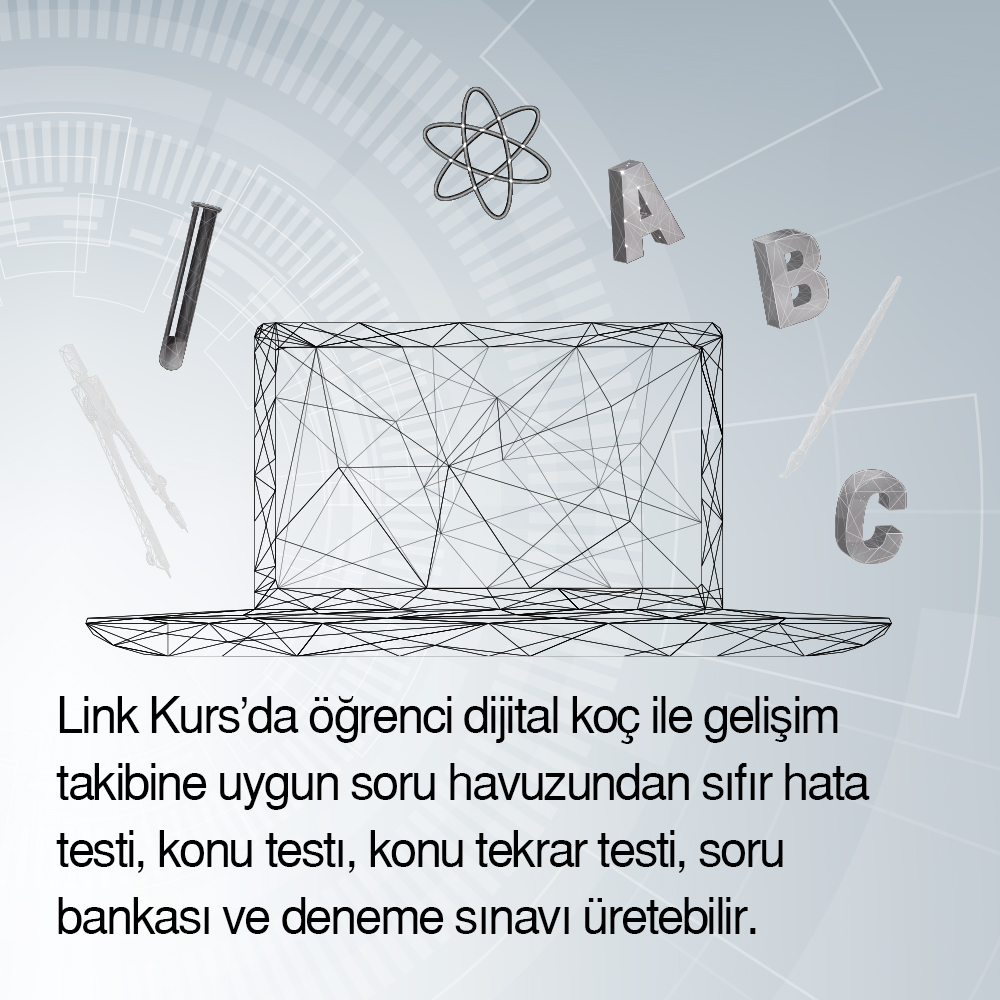 A
B
C
Link Kurs’da öğrenci dijital koç ile gelişim
takibine uygun soru havuzundan sıfır hata
testi, konu testı, konu tekrar testi, soru
bankası ve deneme sınavı üretebilir.